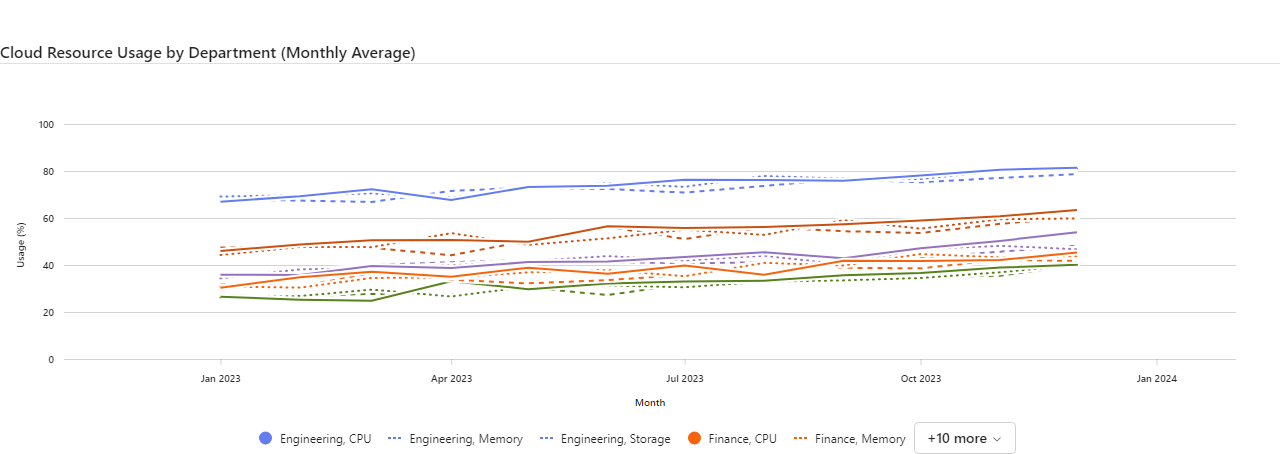 Cloud Resource Usage by Department (Monthly Average)
100
80
60
40
20
0
Usage (%)
Jan 2023 Apr 2023 Jul 2023 Oct 2023 Jan 2024
Month
Engineering, CPU Engineering, Memory Engineering, Storage Finance, CPU Finance, Memory +10 more